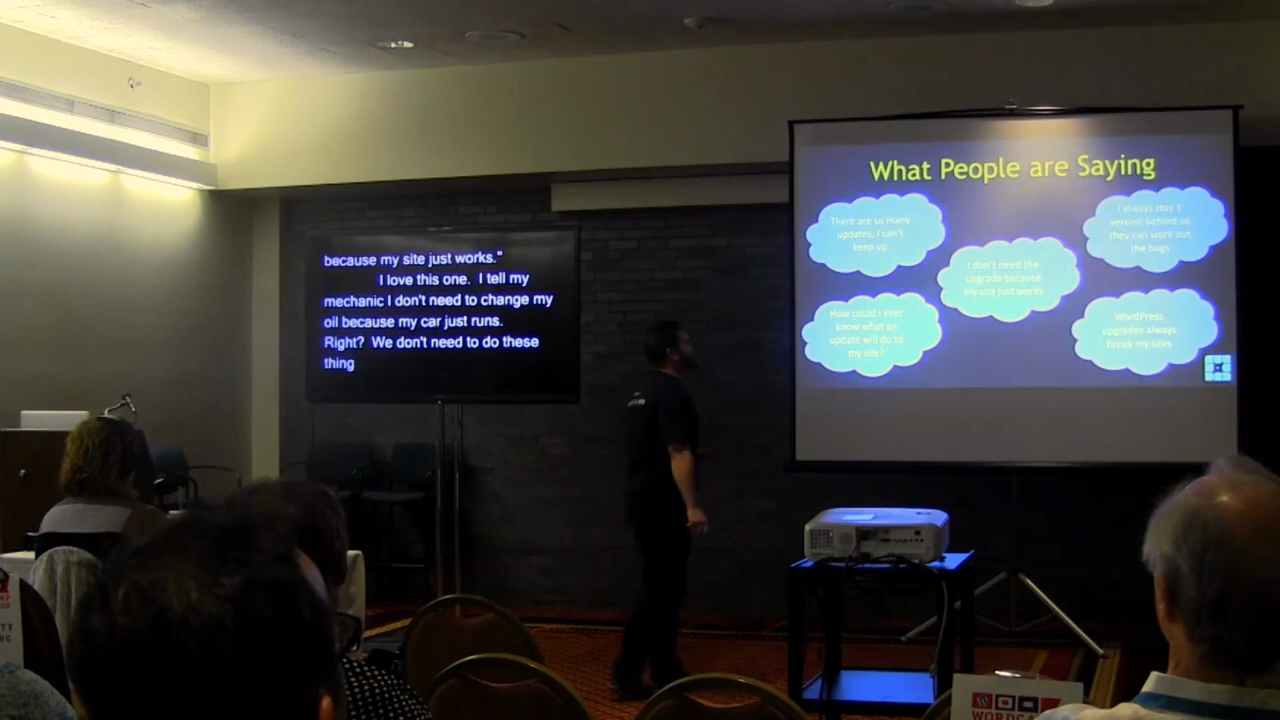 because my site just works."
I love this one. I tell my
mechanic I don't need to change my
oil because my car just runs.
Right? We don't need to do these
thing
What People are Saying
There are so many
updates, I can't
keep up
I always stay 1
version behind so
they can work out
the bugs
I don't need the
upgrade because
my site just works
How could I ever
know what an
update will do to
my site?
WordPress
upgrades always
break my sites